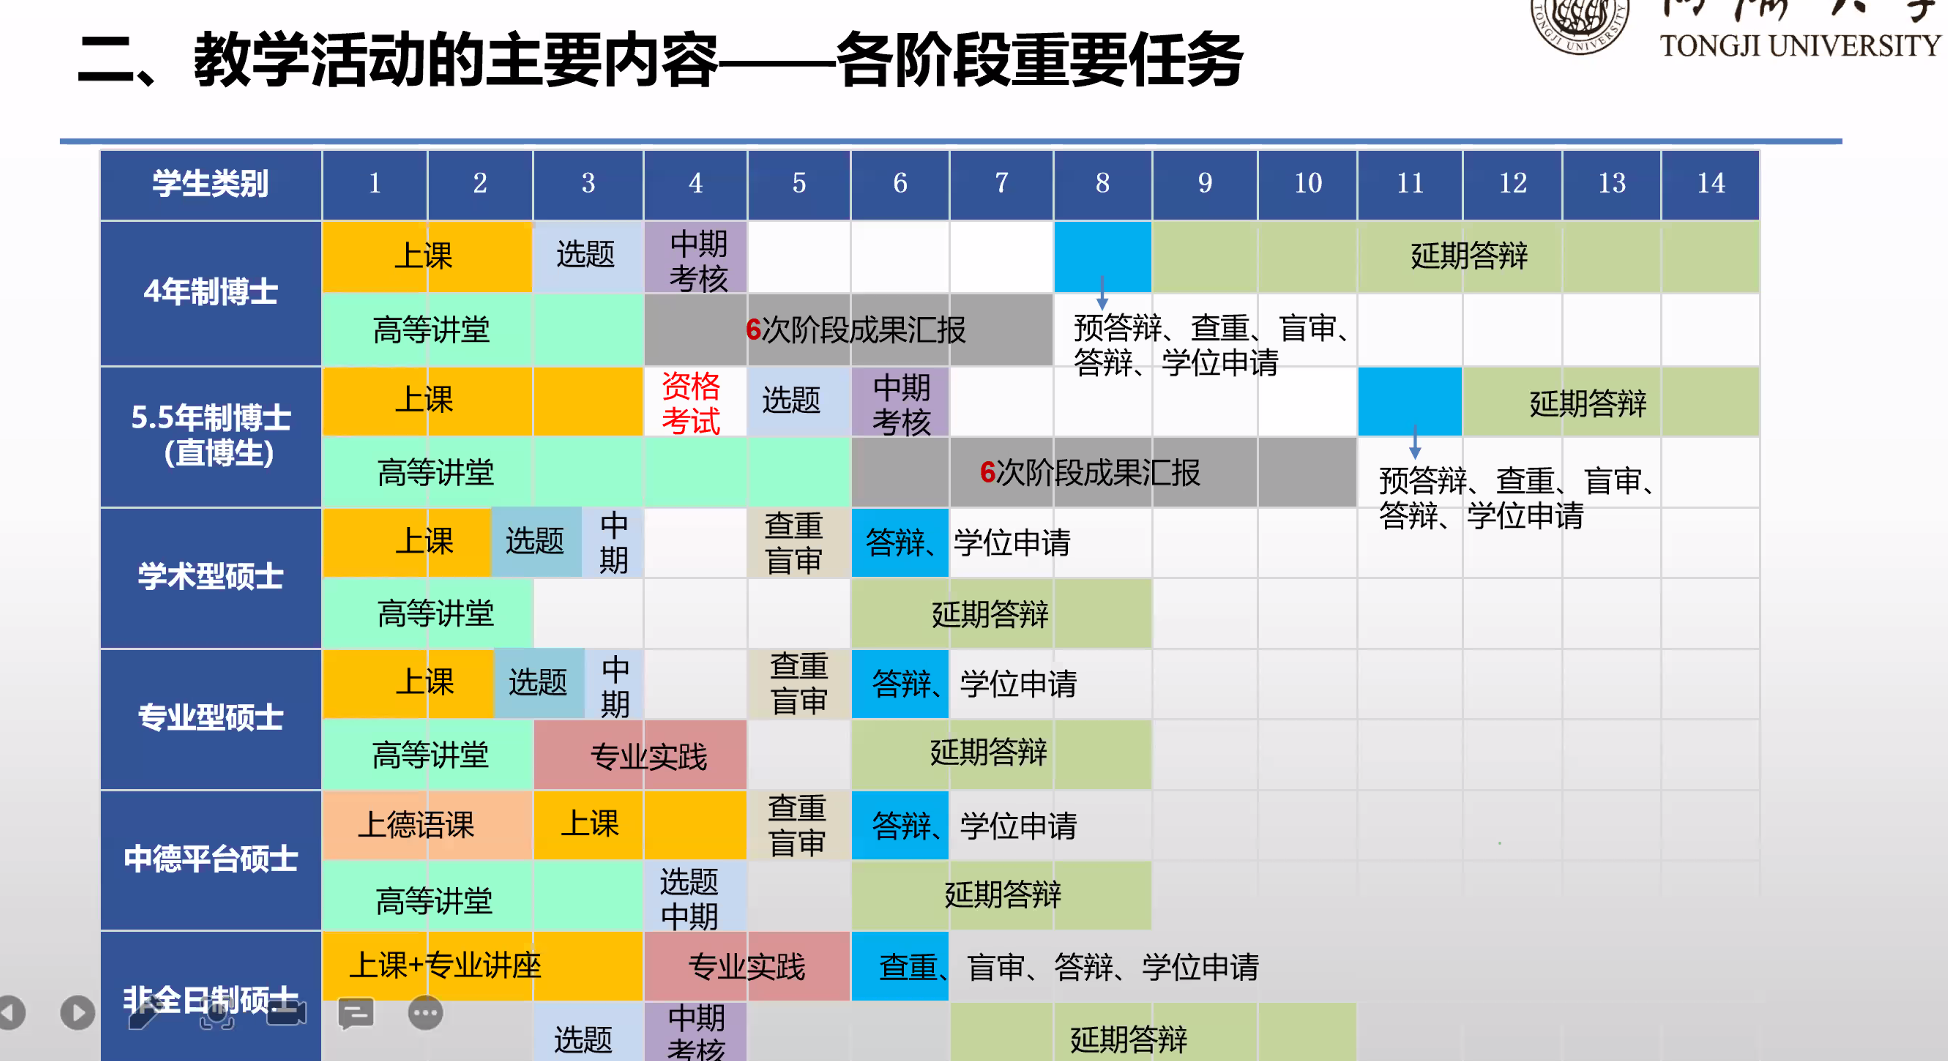 二、教学活动的主要内容——各阶段重要任务
TONGJI UNIVERSITY
TONGJI UNIVERSITY
学生类别 1 2 3 4 5 6 7 8 9 10 11 12 13 14
4年制博士
上课 选题 中期
考核
延期答辩
高等讲堂 6次阶段成果汇报
预答辩、查重、盲审、
答辩、学位申请
5.5年制博士
(直博生)
上课 资格
考试
选题 中期
考核
延期答辩
高等讲堂 6次阶段成果汇报
预答辩、查重、盲审、
答辩、学位申请
学术型硕士
上课 选题 中
期
查重
盲审
答辩、学位申请
高等讲堂 延期答辩
专业型硕士
上课 选题 中
期
查重
盲审
答辩、学位申请
高等讲堂 专业实践 延期答辩
中德平台硕士
上德语课 上课 查重
盲审
答辩、学位申请
高等讲堂 选题
中期
延期答辩
非全日制硕士
上课+专业讲座 专业实践 查重、盲审、答辩、学位申请
选题 中期
考核
延期答辩